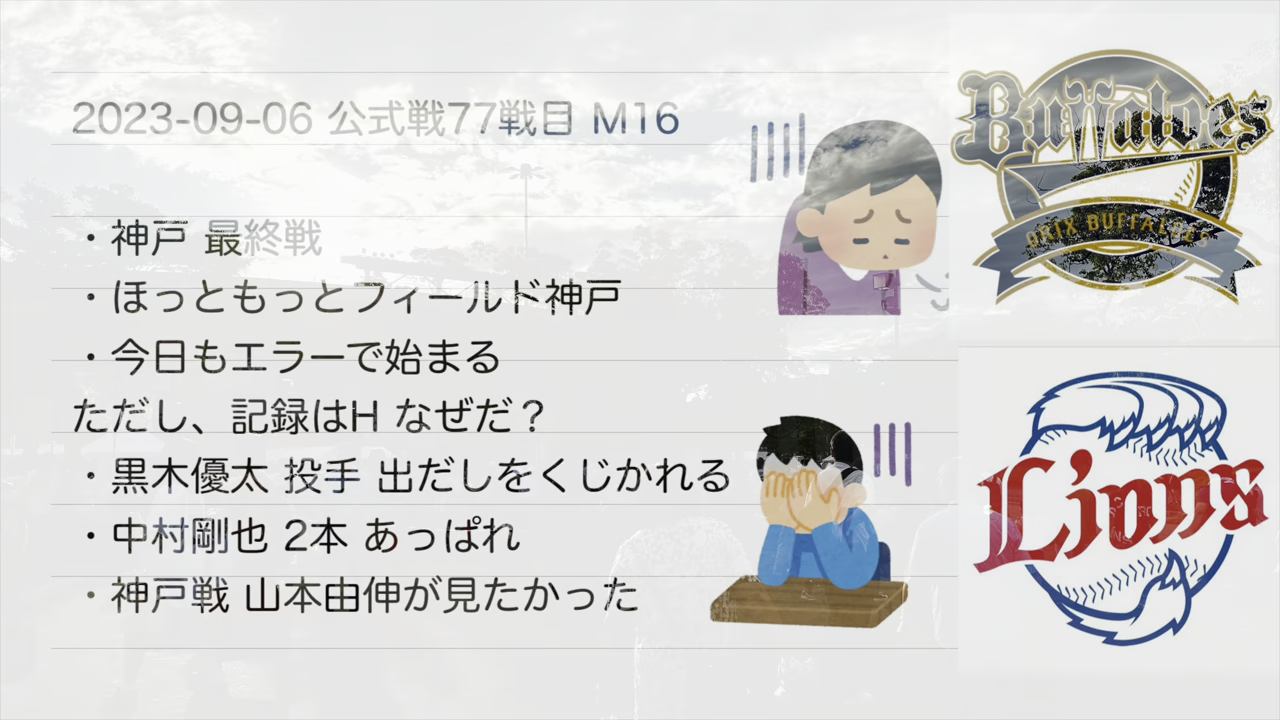 2023-09-06 公式戦77戦目 M16
・神戸 最終戦
・ほっともっとフィールド神戸
・今日もエラーで始まる
ただし、記録はH なぜだ？
・黒木優太 投手 出だしをくじかれる
・中村剛也 2本 あっぱれ
・神戸戦 山本由伸が見たかった
Buffaloes
ORIX BUFFALOES
Lions